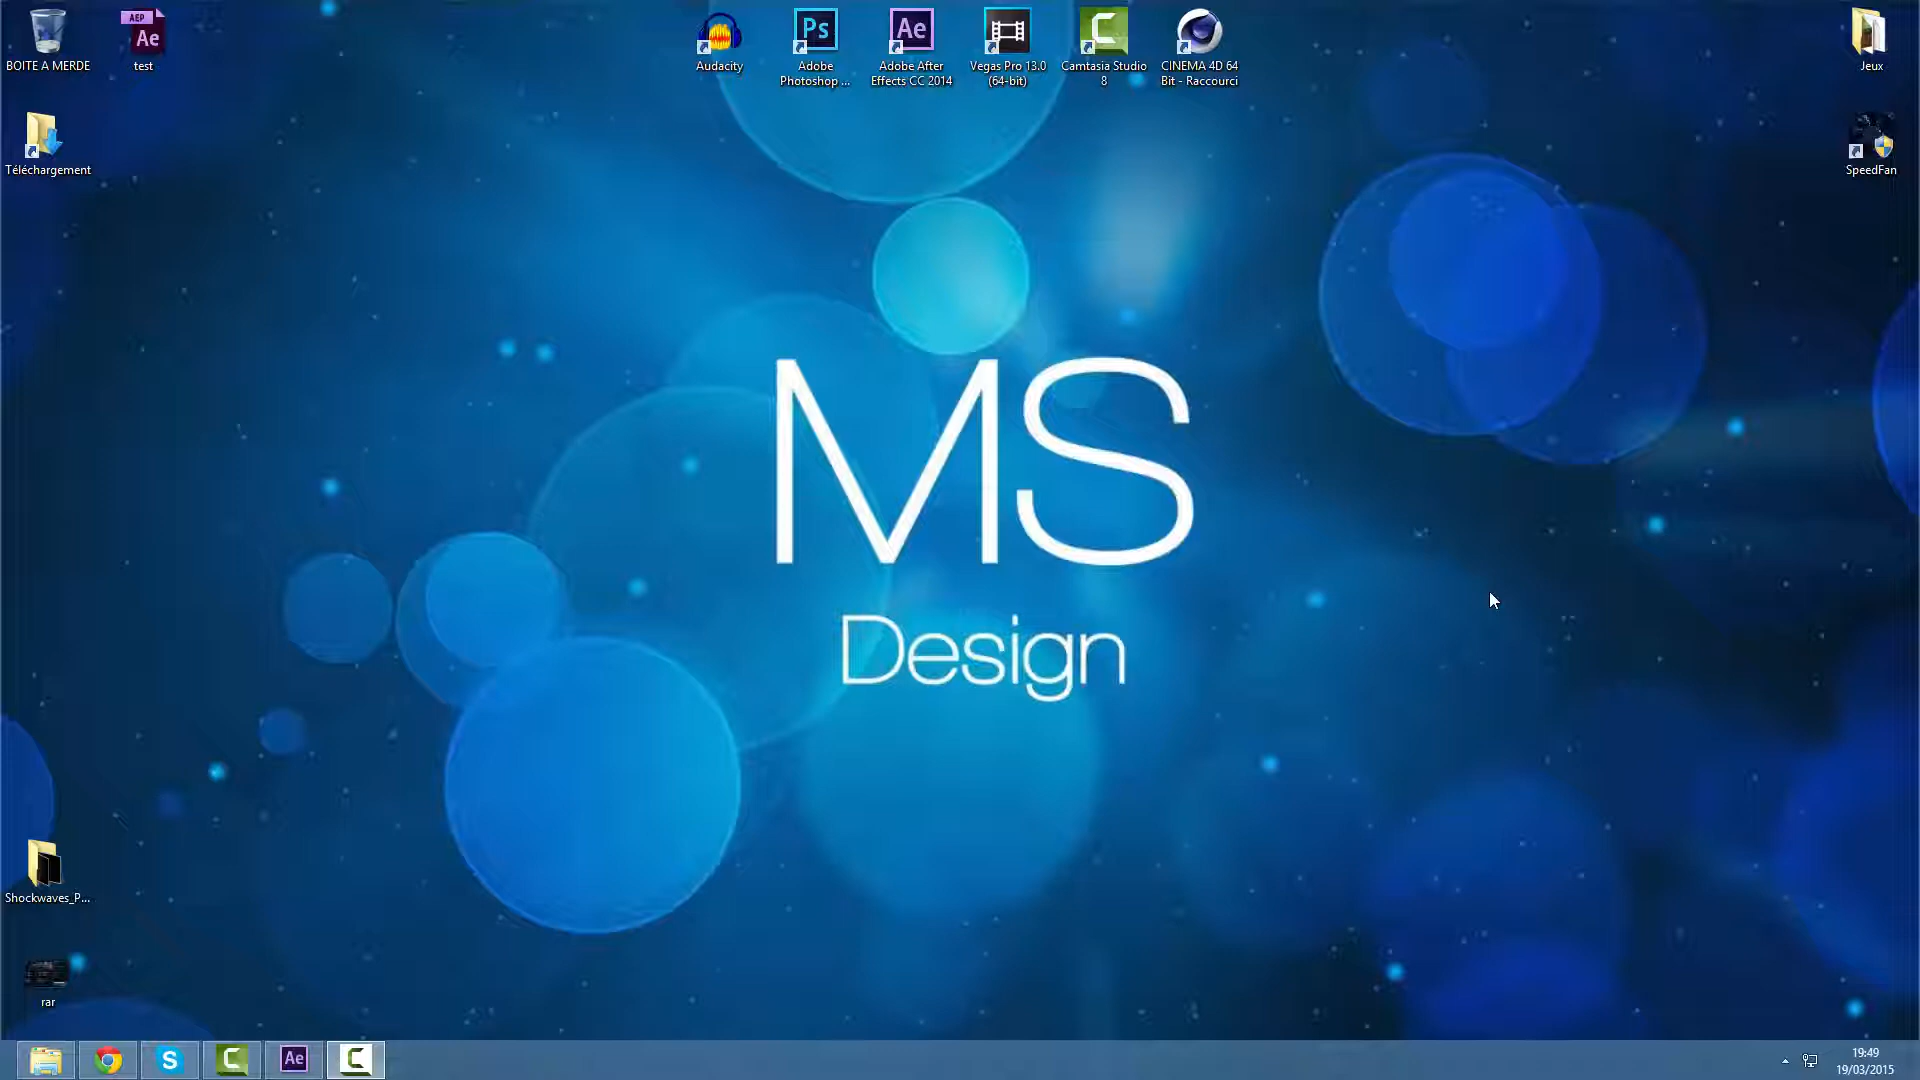 BOITE A MERDE
AEP
Ae
test
Audacity
Ps
Adobe
Photoshop ...
Ae
Adobe After
Effects CC 2014
Vegas Pro 13.0
(64-bit)
C
Camtasia Studio
8
CINEMA 4D 64
Bit - Raccourci
Jeux
Téléchargement
SpeedFan
MS
Design
Shockwaves_P...
rar
S
C
Ae
C
19:49
19/03/2015